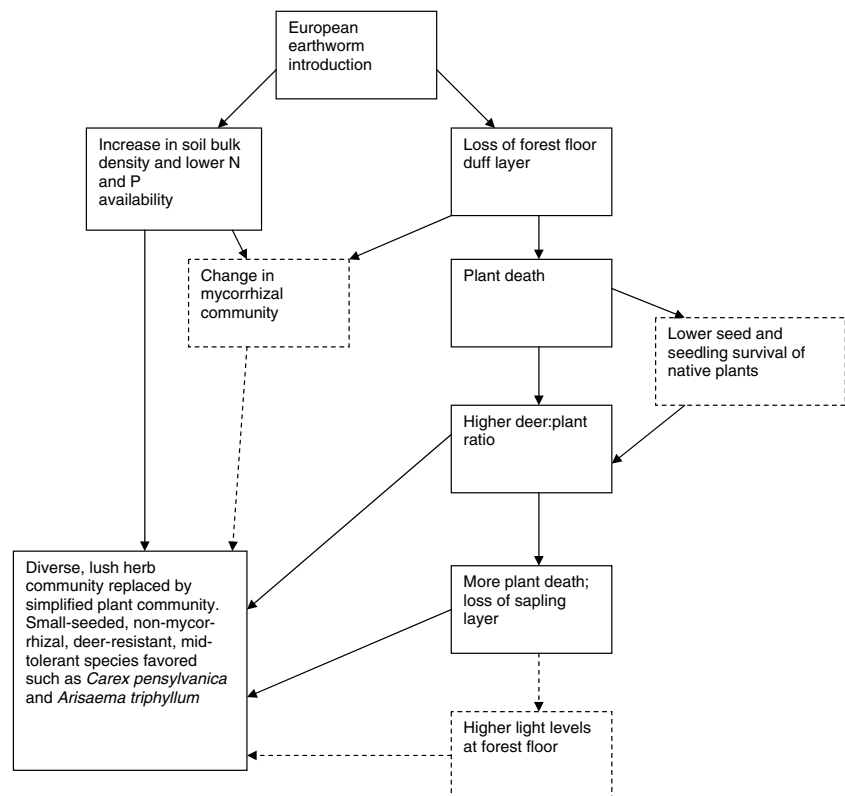 European
earthworm
introduction
Increase in soil bulk
density and lower N
and P
availability
Loss of forest floor
duff layer
Change in
mycorrhizal
community
Plant death
Lower seed and
seedling survival of
native plants
Higher deer:plant
ratio
Diverse, lush herb
community replaced by
simplified plant community.
Small-seeded, non-mycor-
rhizal, deer-resistant, mid-
tolerant species favored
such as Carex pensylvanica
and Arisaema triphyllum
More plant death;
loss of sapling
layer
Higher light levels
at forest floor